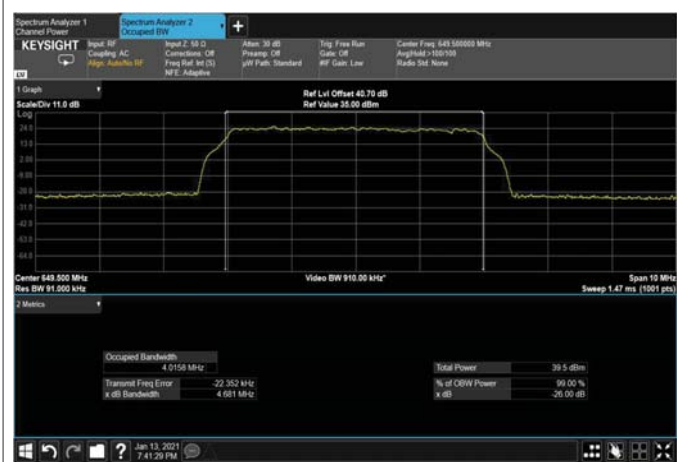 Spectrum Analyzer 1
Channel Power
Spectrum Analyzer 2
Occupied BW
+
KEYSIGHT
Input: RF
Coupling: AC
Align: Auto/No RF
Input Z: 50 Ω
Corrections: Off
Freq Ref: Int (S)
NFE: Adaptive
Atten: 30 dB
Preamp: Off
µW Path: Standard
Trig: Free Run
Gate: Off
#IF Gain: Low
Center Freq: 649.500000 MHz
Avg|Hold:>100/100
Radio Std: None
1 Graph
Scale/Div 11.0 dB
Ref Lvl Offset 40.70 dB
Ref Value 35.00 dBm
Log
24.0
13.0
2.00
-9.00
-20.0
-31.0
-42.0
-53.0
-64.0
Center 649.500 MHz
Res BW 91.000 kHz
Video BW 910.00 kHz*
Span 10 MHz
Sweep 1.47 ms (1001 pts)
2 Metrics
Occupied Bandwidth
4.0158 MHz
Transmit Freq Error -22.352 kHz
x dB Bandwidth 4.681 MHz
Total Power 39.5 dBm
% of OBW Power 99.00 %
x dB -26.00 dB
?
Jan 13, 2021
7:41:29 PM